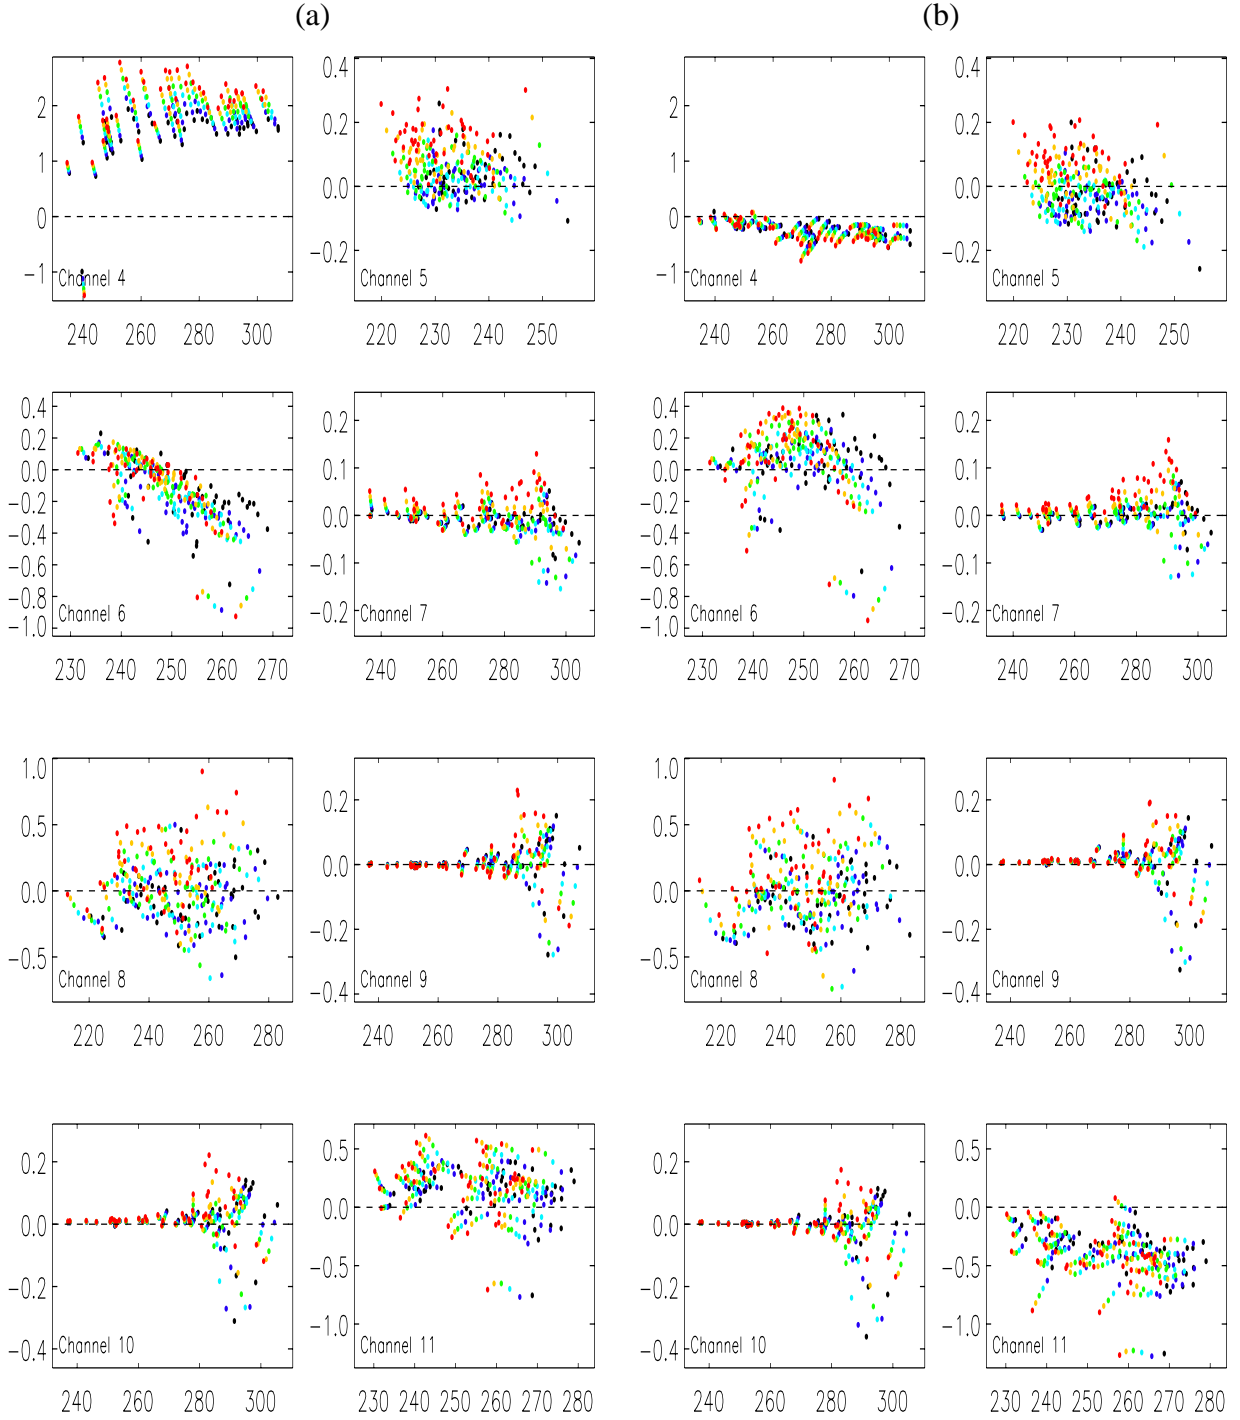 (a) (b)
2 1 0 −1 Channel 4 240 260 280 300
0.4 0.2 0.0 −0.2 Channel 5 220 230 240 250
2 1 0 −1 Channel 4 240 260 280 300
0.4 0.2 0.0 −0.2 Channel 5 220 230 240 250
0.4 0.2 0.0 −0.2 −0.4 −0.6 −0.8 −1.0 Channel 6 230 240 250 260 270
0.2 0.1 0.0 −0.1 −0.2 Channel 7 240 260 280 300
0.4 0.2 0.0 −0.2 −0.4 −0.6 −0.8 −1.0 Channel 6 230 240 250 260 270
0.2 0.1 0.0 −0.1 −0.2 Channel 7 240 260 280 300
1.0 0.5 0.0 −0.5 Channel 8 220 240 260 280
0.2 0.0 −0.2 −0.4 Channel 9 240 260 280 300
1.0 0.5 0.0 −0.5 Channel 8 220 240 260 280
0.2 0.0 −0.2 −0.4 Channel 9 240 260 280 300
0.2 0.0 −0.2 −0.4 Channel 10 240 260 280 300
0.5 0.0 −0.5 −1.0 Channel 11 230 240 250 260 270 280
0.2 0.0 −0.2 −0.4 Channel 10 240 260 280 300
0.5 0.0 −0.5 −1.0 Channel 11 230 240 250 260 270 280